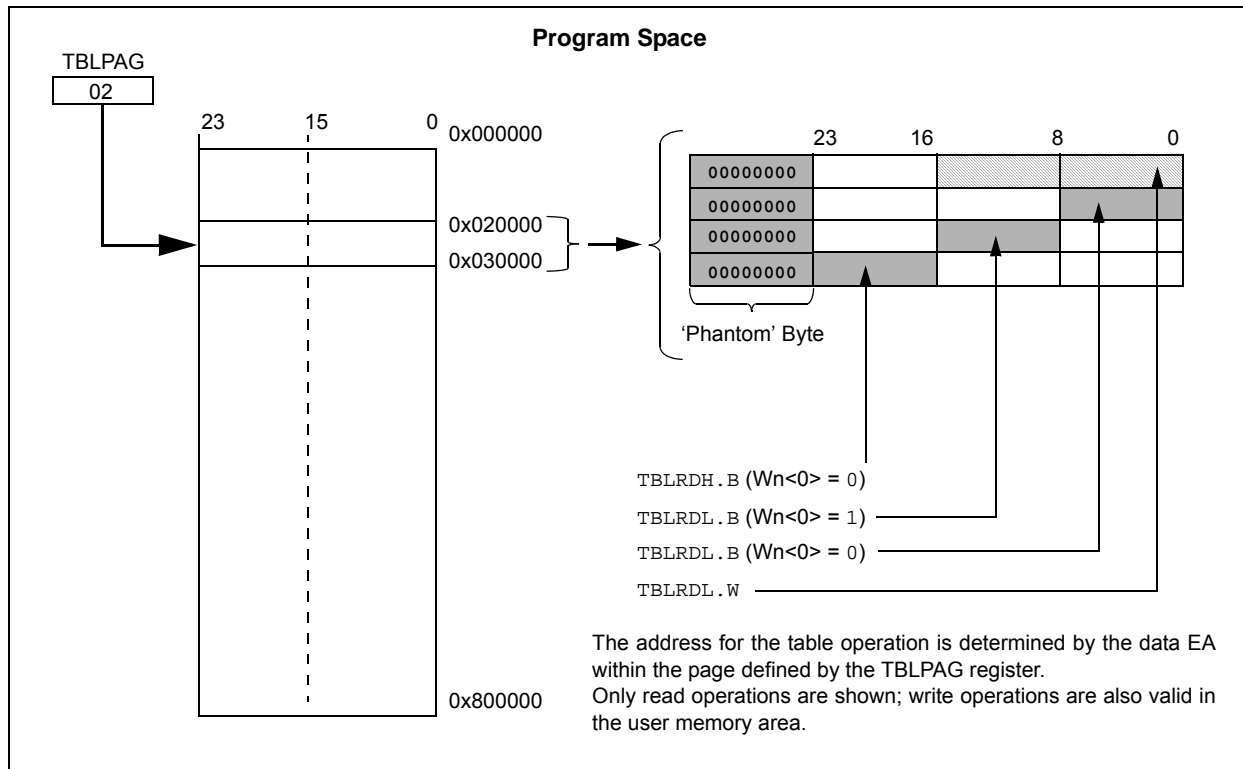 Program Space
TBLPAG
02
23 15 0
0x000000
0x020000
0x030000
0x800000
23 16 8 0
00000000
00000000
00000000
00000000
‘Phantom’ Byte
TBLRDH.B (Wn<0> = 0)
TBLRDL.B (Wn<0> = 1)
TBLRDL.B (Wn<0> = 0)
TBLRDL.W
The address for the table operation is determined by the data EA
within the page defined by the TBLPAG register.
Only read operations are shown; write operations are also valid in
the user memory area.